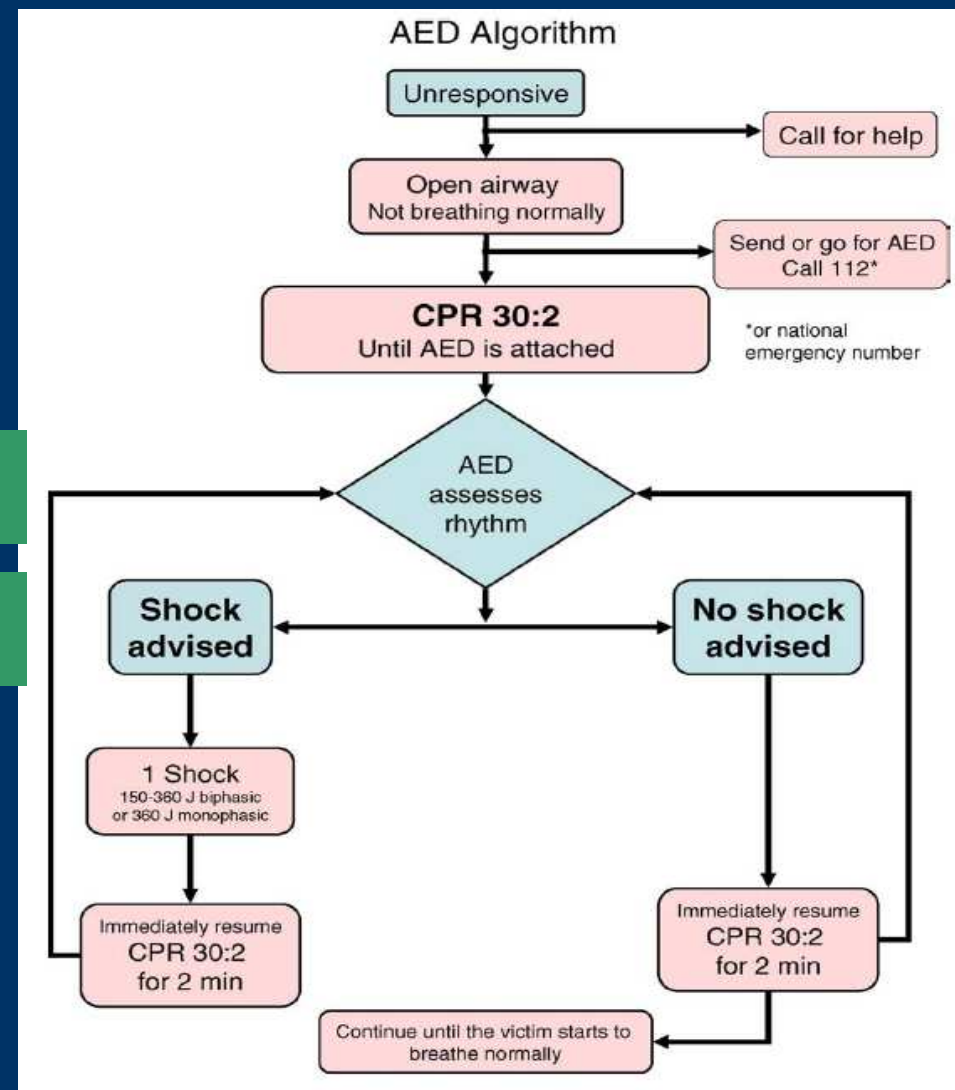 AED Algorithm
Unresponsive
Call for help
Open airway
Not breathing normally
Send or go for AED
Call 112*
CPR 30:2
Until AED is attached
*or national
emergency number
AED
assesses
rhythm
Shock
advised
No shock
advised
1 Shock
150-360 J biphasic
or 360 J monophasic
Immediately resume
CPR 30:2
for 2 min
Immediately resume
CPR 30:2
for 2 min
Continue until the victim starts to
breathe normally